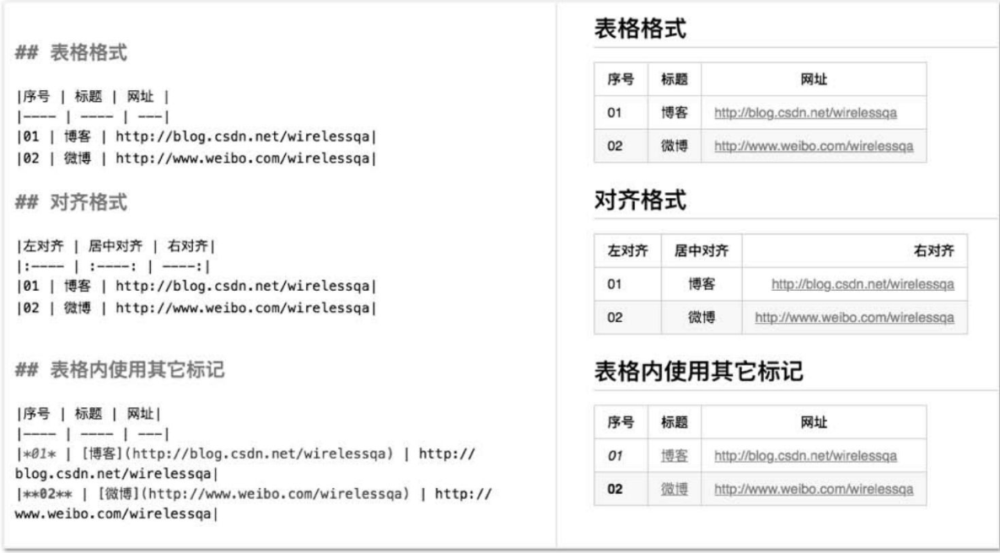 ## 表格格式
|序号 | 标题 | 网址 |
|---- | ---- | ---|
|01 | 博客 | http://blog.csdn.net/wirelessqa|
|02 | 微博 | http://www.weibo.com/wirelessqa|
## 对齐格式
|左对齐 | 居中对齐 | 右对齐|
|:---- | :----: | ----:|
|01 | 博客 | http://blog.csdn.net/wirelessqa|
|02 | 微博 | http://www.weibo.com/wirelessqa|
## 表格内使用其它标记
|序号 | 标题 | 网址|
|---- | ---- | ---|
|*01* | [博客](http://blog.csdn.net/wirelessqa) | http://
blog.csdn.net/wirelessqa|
|**02** | [微博](http://www.weibo.com/wirelessqa) | http://
www.weibo.com/wirelessqa|
表格格式
序号 标题 网址
01 博客 http://blog.csdn.net/wirelessqa
02 微博 http://www.weibo.com/wirelessqa
对齐格式
左对齐 居中对齐 右对齐
01 博客 http://blog.csdn.net/wirelessqa
02 微博 http://www.weibo.com/wirelessqa
表格内使用其它标记
序号 标题 网址
01 博客 http://blog.csdn.net/wirelessqa
02 微博 http://www.weibo.com/wirelessqa